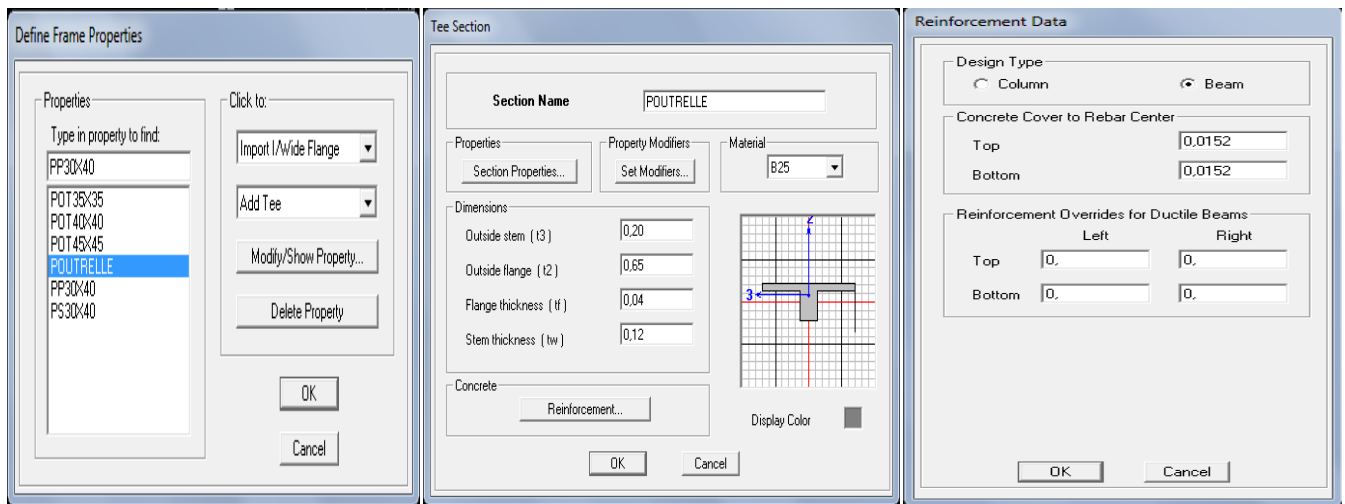 Define Frame Properties
Properties
Type in property to find:
PP30X40
POT35X35
POT40X40
POT45X45
POUTRELLE
PP30X40
PS30X40
Click to:
Import I/Wide Flange
Add Tee
Modify/Show Property...
Delete Property
OK
Cancel
Tee Section
Section Name POUTRELLE
Properties
Section Properties...
Property Modifiers
Set Modifiers...
Material
B25
Dimensions
Outside stem ( t3 ) 0,20
Outside flange ( t2 ) 0,65
Flange thickness ( tf ) 0,04
Stem thickness ( tw ) 0,12
2
3
Concrete
Reinforcement...
Display Color
OK Cancel
Reinforcement Data
Design Type
Column Beam
Concrete Cover to Rebar Center
Top 0,0152
Bottom 0,0152
Reinforcement Overrides for Ductile Beams
Left Right
Top 0, 0,
Bottom 0, 0,
OK Cancel